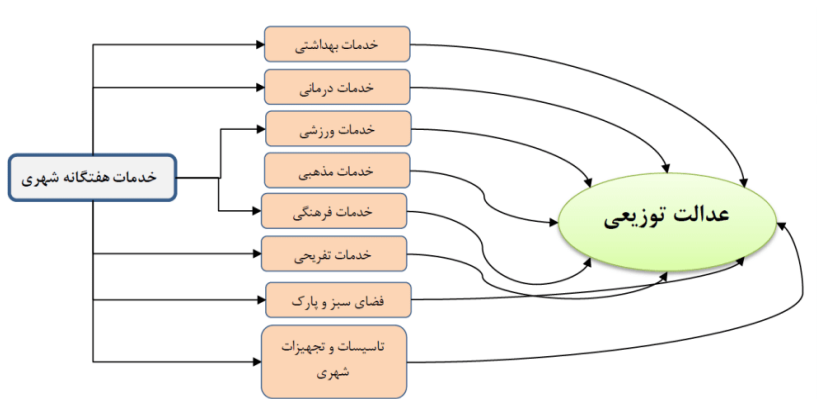 خدمات هفتگانه شهری
خدمات بهداشتی
خدمات درمانی
خدمات ورزشی
خدمات مذهبی
خدمات فرهنگی
خدمات تفریحی
فضای سبز و پارک
تاسیسات و تجهیزات
شهری
عدالت توزیعی